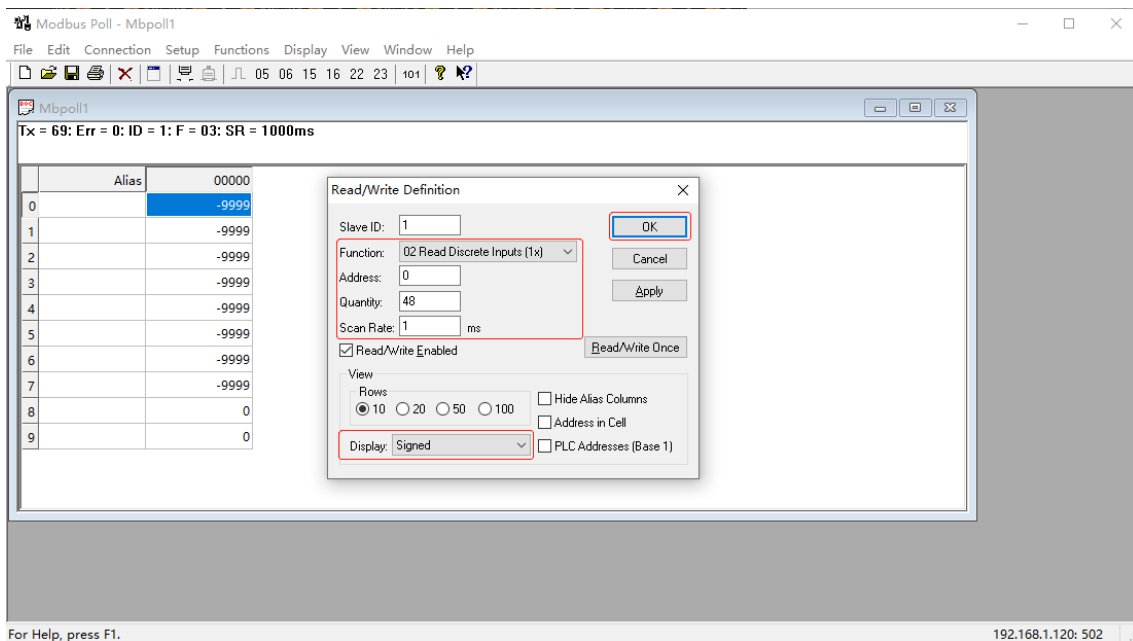 Modbus Poll - Mbpoll1
File Edit Connection Setup Functions Display View Window Help
05 06 15 16 22 23 101
Mbpoll1
Tx = 69: Err = 0: ID = 1: F = 03: SR = 1000ms
Alias 00000
0 -9999
1 -9999
2 -9999
3 -9999
4 -9999
5 -9999
6 -9999
7 -9999
8 0
9 0
Read/Write Definition
Slave ID: 1
OK
Function: 02 Read Discrete Inputs (1x)
Cancel
Address: 0
Apply
Quantity: 48
Scan Rate: 1 ms
Read/Write Enabled
Read/Write Once
View
Rows
10 20 50 100
Hide Alias Columns
Address in Cell
Display: Signed
PLC Addresses (Base 1)
For Help, press F1.
192.168.1.120: 502